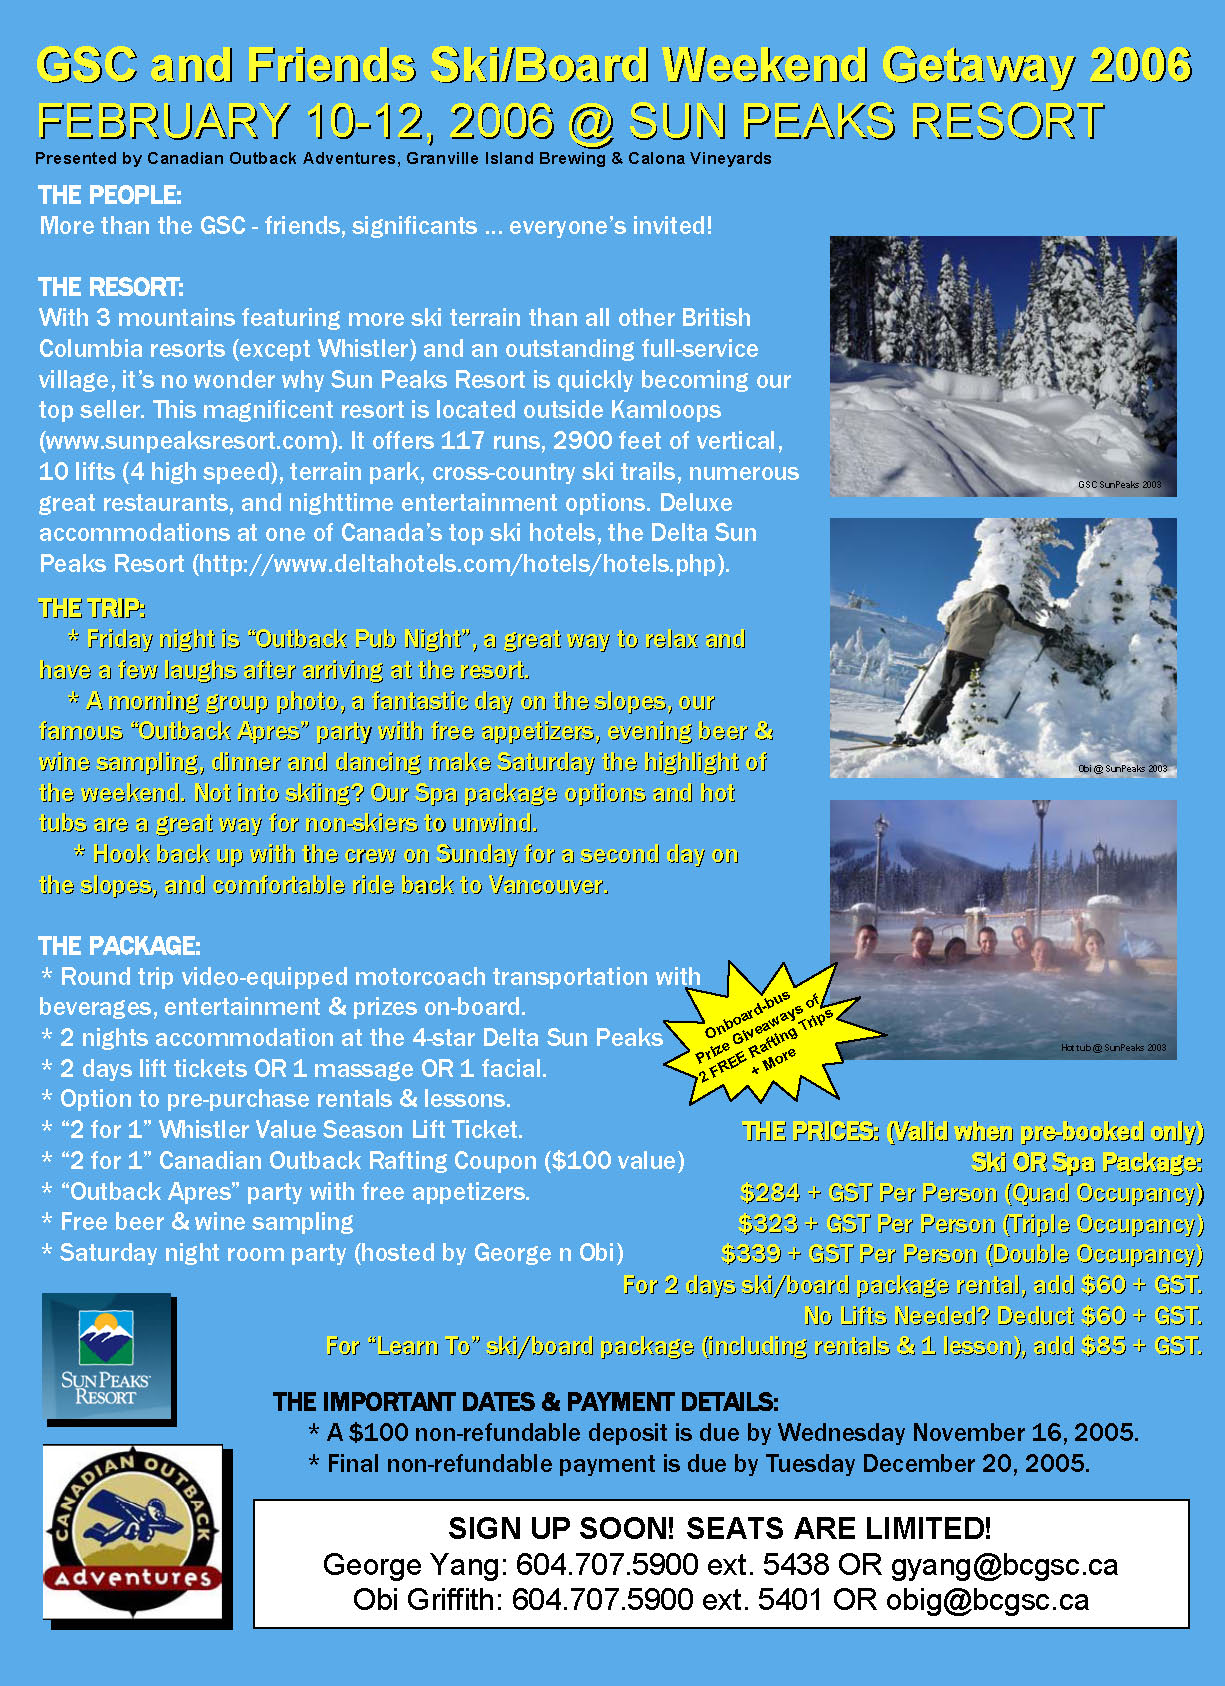 GSC and Friends Ski/Board Weekend Getaway 2006
FEBRUARY 10-12, 2006 @ SUN PEAKS RESORT
Presented by Canadian Outback Adventures, Granville Island Brewing & Calona Vineyards
THE PEOPLE:
More than the GSC - friends, significants ... everyone's invited!
THE RESORT:
With 3 mountains featuring more ski terrain than all other British
Columbia resorts (except Whistler) and an outstanding full-service
village, it's no wonder why Sun Peaks Resort is quickly becoming our
top seller. This magnificent resort is located outside Kamloops
(www.sunpeaksresort.com). It offers 117 runs, 2900 feet of vertical,
10 lifts (4 high speed), terrain park, cross-country ski trails, numerous
great restaurants, and nighttime entertainment options. Deluxe
accommodations at one of Canada's top ski hotels, the Delta Sun
Peaks Resort (http://www.deltahotels.com/hotels/hotels.php).
GSC SunPeaks 2003
Obi @ SunPeaks 2003
Hot tub @ SunPeaks 2003
THE TRIP:
* Friday night is “Outback Pub Night”, a great way to relax and
have a few laughs after arriving at the resort.
* A morning group photo, a fantastic day on the slopes, our
famous “Outback Apres” party with free appetizers, evening beer &
wine sampling, dinner and dancing make Saturday the highlight of
the weekend. Not into skiing? Our Spa package options and hot
tubs are a great way for non-skiers to unwind.
* Hook back up with the crew on Sunday for a second day on
the slopes, and comfortable ride back to Vancouver.
THE PACKAGE:
* Round trip video-equipped motorcoach transportation with
beverages, entertainment & prizes on-board.
* 2 nights accommodation at the 4-star Delta Sun Peaks
* 2 days lift tickets OR 1 massage OR 1 facial.
* Option to pre-purchase rentals & lessons.
* “2 for 1” Whistler Value Season Lift Ticket.
* “2 for 1” Canadian Outback Rafting Coupon ($100 value)
* “Outback Apres” party with free appetizers.
* Free beer & wine sampling
* Saturday night room party (hosted by George n Obi)
Onboard-bus
Prize Giveaways of
2 FREE Rafting Trips
+ More
THE PRICES: (Valid when pre-booked only)
Ski OR Spa Package:
$284 + GST Per Person (Quad Occupancy)
$323 + GST Per Person (Triple Occupancy)
$339 + GST Per Person (Double Occupancy)
For 2 days ski/board package rental, add $60 + GST.
No Lifts Needed? Deduct $60 + GST.
For “Learn To” ski/board package (including rentals & 1 lesson), add $85 + GST.
SUN PEAKS
RESORT
THE IMPORTANT DATES & PAYMENT DETAILS:
* A $100 non-refundable deposit is due by Wednesday November 16, 2005.
* Final non-refundable payment is due by Tuesday December 20, 2005.
CANADIAN OUTBACK
Adventures
SIGN UP SOON! SEATS ARE LIMITED!
George Yang: 604.707.5900 ext. 5438 OR gyang@bcgsc.ca
Obi Griffith: 604.707.5900 ext. 5401 OR obig@bcgsc.ca